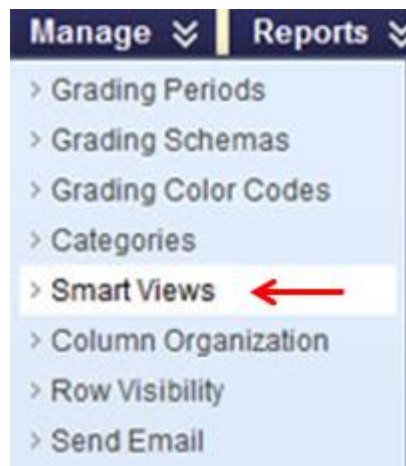 Manage Reports
> Grading Periods
> Grading Schemas
> Grading Color Codes
> Categories
> Smart Views
> Column Organization
> Row Visibility
> Send Email